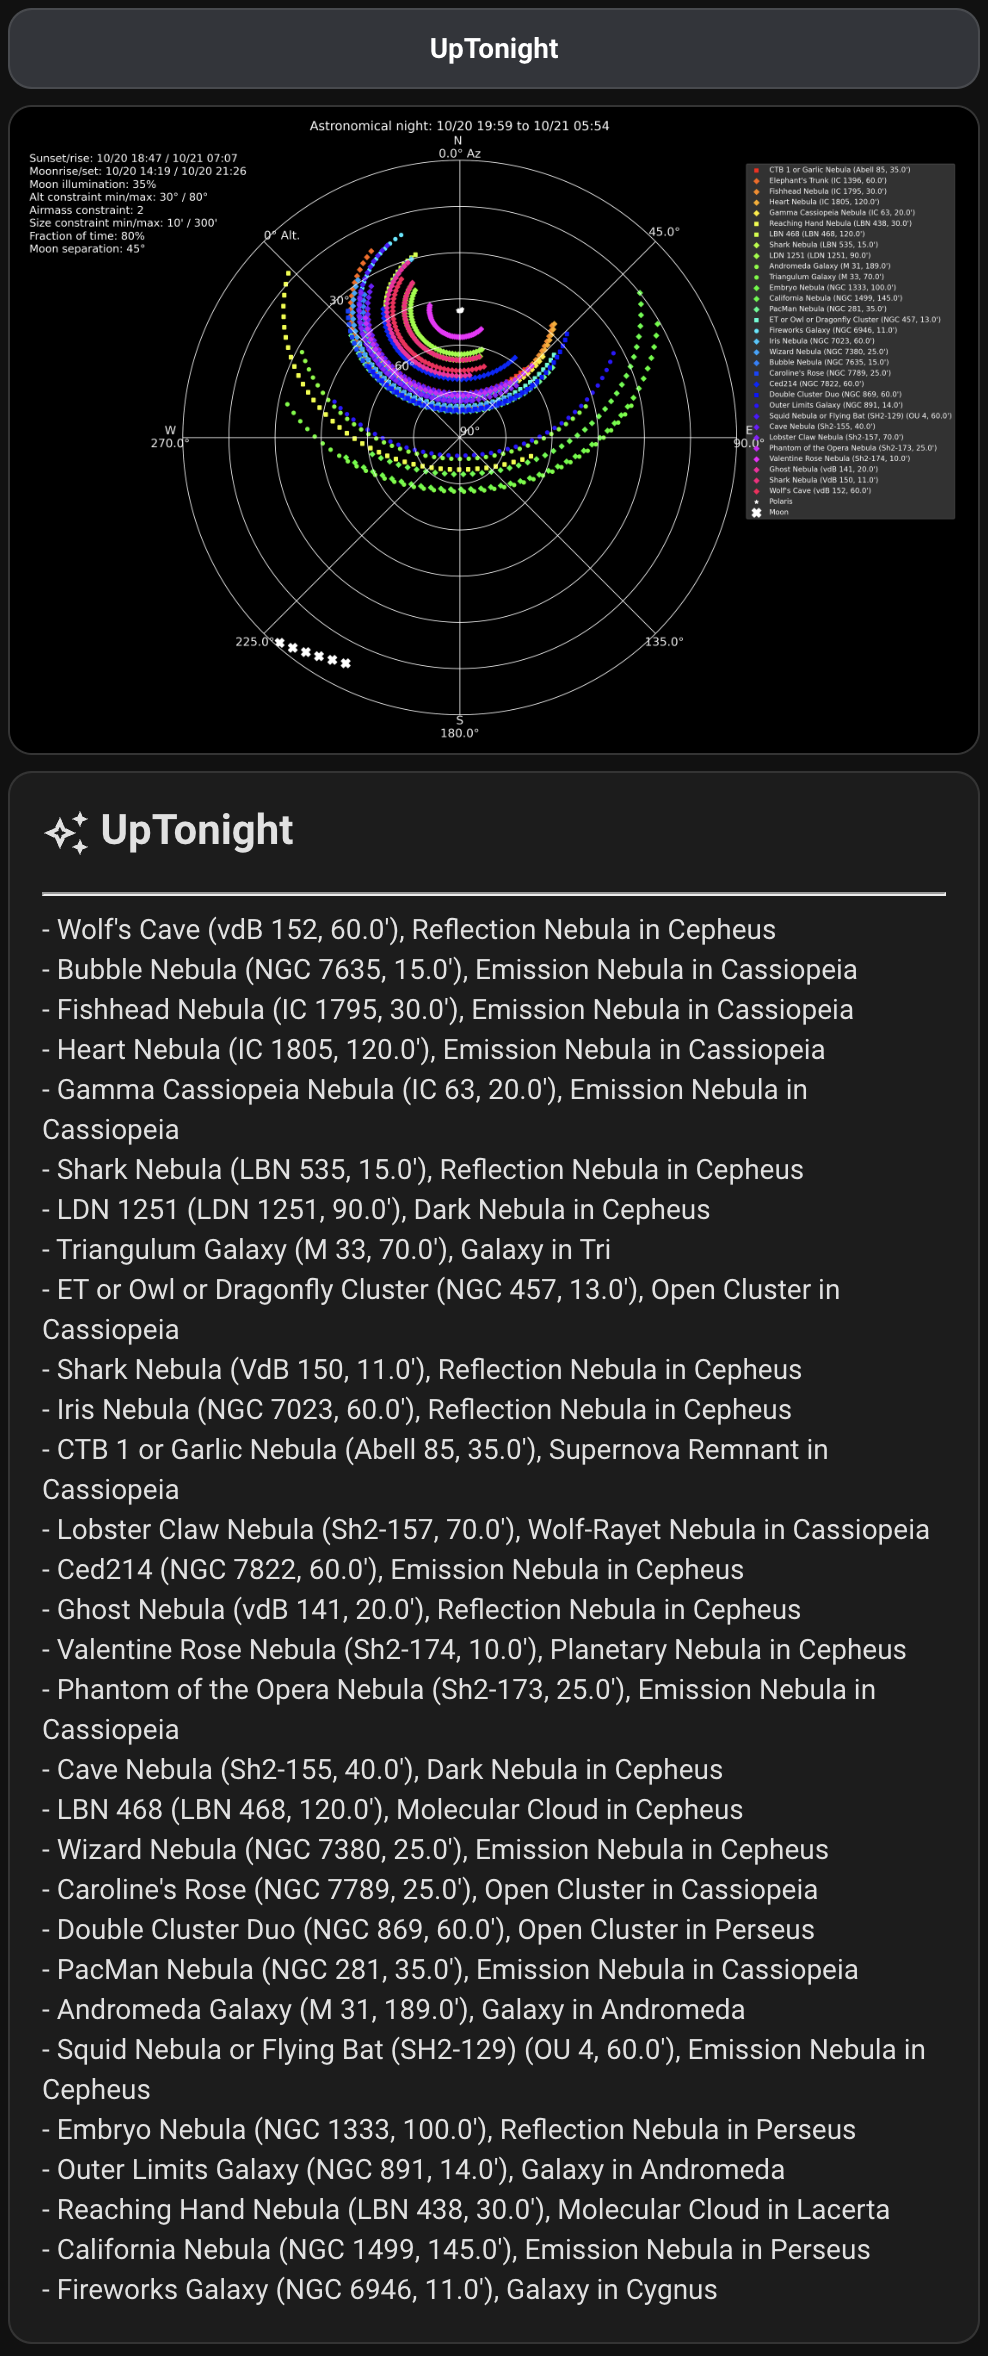 UpTonight
Astronomical night: 10/20 19:59 to 10/21 05:54
N
0.0° Az
Sunset/rise: 10/20 18:47 / 10/21 07:07
Moonrise/set: 10/20 14:19 / 10/20 21:26
Moon illumination: 35%
Alt constraint min/max: 30° / 80°
Airmass constraint: 2
Size constraint min/max: 10' / 300'
Fraction of time: 80%
Moon separation: 45°
0° Alt.
30°
60°
90°
45.0°
W
270.0°
E
90.0°
225.0°
135.0°
S
180.0°
CTB 1 or Garlic Nebula (Abell 85, 35.0')
Elephant's Trunk (IC 1396, 60.0')
Fishhead Nebula (IC 1795, 30.0')
Heart Nebula (IC 1805, 120.0')
Gamma Cassiopeia Nebula (IC 63, 20.0')
Reaching Hand Nebula (LBN 438, 30.0')
LBN 468 (LBN 468, 120.0')
Shark Nebula (LBN 535, 15.0')
LDN 1251 (LDN 1251, 90.0')
Andromeda Galaxy (M 31, 189.0')
Triangulum Galaxy (M 33, 70.0')
Embryo Nebula (NGC 1333, 100.0')
California Nebula (NGC 1499, 145.0')
PacMan Nebula (NGC 281, 35.0')
ET or Owl or Dragonfly Cluster (NGC 457, 13.0')
Fireworks Galaxy (NGC 6946, 11.0')
Iris Nebula (NGC 7023, 60.0')
Wizard Nebula (NGC 7380, 25.0')
Bubble Nebula (NGC 7635, 15.0')
Caroline's Rose (NGC 7789, 25.0')
Ced214 (NGC 7822, 60.0')
Double Cluster Duo (NGC 869, 60.0')
Outer Limits Galaxy (NGC 891, 14.0')
Squid Nebula or Flying Bat (SH2-129) (OU 4, 60.0')
Cave Nebula (Sh2-155, 40.0')
Lobster Claw Nebula (Sh2-157, 70.0')
Phantom of the Opera Nebula (Sh2-173, 25.0')
Valentine Rose Nebula (Sh2-174, 10.0')
Ghost Nebula (vdB 141, 20.0')
Shark Nebula (VdB 150, 11.0')
Wolf's Cave (vdB 152, 60.0')
Polaris
Moon
UpTonight
- Wolf's Cave (vdB 152, 60.0'), Reflection Nebula in Cepheus
- Bubble Nebula (NGC 7635, 15.0'), Emission Nebula in Cassiopeia
- Fishhead Nebula (IC 1795, 30.0'), Emission Nebula in Cassiopeia
- Heart Nebula (IC 1805, 120.0'), Emission Nebula in Cassiopeia
- Gamma Cassiopeia Nebula (IC 63, 20.0'), Emission Nebula in
Cassiopeia
- Shark Nebula (LBN 535, 15.0'), Reflection Nebula in Cepheus
- LDN 1251 (LDN 1251, 90.0'), Dark Nebula in Cepheus
- Triangulum Galaxy (M 33, 70.0'), Galaxy in Tri
- ET or Owl or Dragonfly Cluster (NGC 457, 13.0'), Open Cluster in
Cassiopeia
- Shark Nebula (VdB 150, 11.0'), Reflection Nebula in Cepheus
- Iris Nebula (NGC 7023, 60.0'), Reflection Nebula in Cepheus
- CTB 1 or Garlic Nebula (Abell 85, 35.0'), Supernova Remnant in
Cassiopeia
- Lobster Claw Nebula (Sh2-157, 70.0'), Wolf-Rayet Nebula in Cassiopeia
- Ced214 (NGC 7822, 60.0'), Emission Nebula in Cepheus
- Ghost Nebula (vdB 141, 20.0'), Reflection Nebula in Cepheus
- Valentine Rose Nebula (Sh2-174, 10.0'), Planetary Nebula in Cepheus
- Phantom of the Opera Nebula (Sh2-173, 25.0'), Emission Nebula in
Cassiopeia
- Cave Nebula (Sh2-155, 40.0'), Dark Nebula in Cepheus
- LBN 468 (LBN 468, 120.0'), Molecular Cloud in Cepheus
- Wizard Nebula (NGC 7380, 25.0'), Emission Nebula in Cepheus
- Caroline's Rose (NGC 7789, 25.0'), Open Cluster in Cassiopeia
- Double Cluster Duo (NGC 869, 60.0'), Open Cluster in Perseus
- PacMan Nebula (NGC 281, 35.0'), Emission Nebula in Cassiopeia
- Andromeda Galaxy (M 31, 189.0'), Galaxy in Andromeda
- Squid Nebula or Flying Bat (SH2-129) (OU 4, 60.0'), Emission Nebula in
Cepheus
- Embryo Nebula (NGC 1333, 100.0'), Reflection Nebula in Perseus
- Outer Limits Galaxy (NGC 891, 14.0'), Galaxy in Andromeda
- Reaching Hand Nebula (LBN 438, 30.0'), Molecular Cloud in Lacerta
- California Nebula (NGC 1499, 145.0'), Emission Nebula in Perseus
- Fireworks Galaxy (NGC 6946, 11.0'), Galaxy in Cygnus